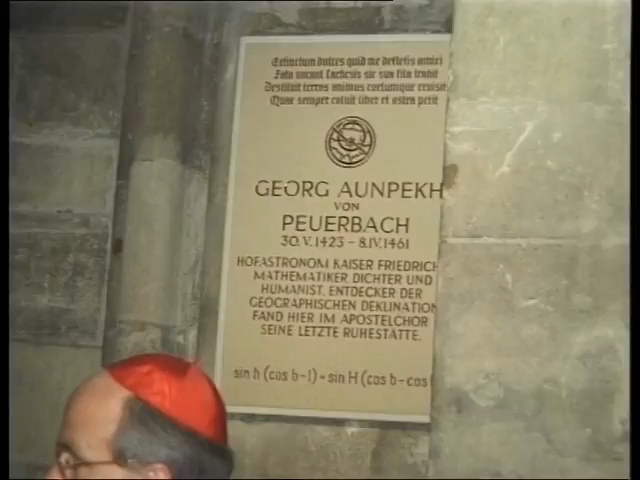 Extinctum dulces quid me defletis amici
Fata vocant Lachesis sic sua fila trahit
Destituit terras animus coelumque revisit
Quae semper coluit liber et astra petit
GEORG AUNPEKH
VON
PEUERBACH
30.V.1423 – 8.IV.1461
HOFASTRONOM KAISER FRIEDRICH
MATHEMATIKER DICHTER UND
HUMANIST. ENTDECKER DER
GEOGRAPHISCHEN DEKLINATION
FAND HIER IM APOSTELCHOR
SEINE LETZTE RUHESTÄTTE.
sin h (cos b-1) = sin H (cos b - cos